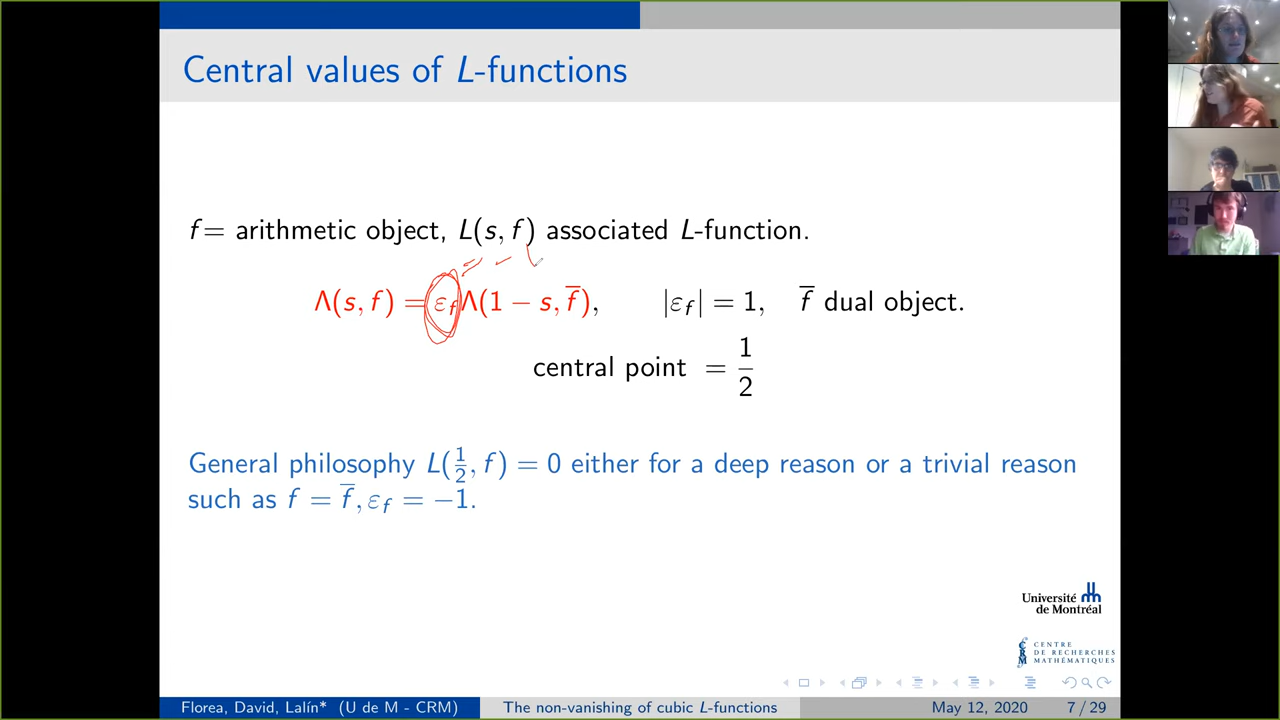 Central values of L-functions
f = arithmetic object, L(s, f) associated L-function.
Λ(s, f) = ε_f Λ(1 − s, f̅), |ε_f| = 1, f̅ dual object.
central point = 1/2
General philosophy L(1/2, f) = 0 either for a deep reason or a trivial reason
such as f = f̅, ε_f = −1.
Université
de Montréal
CRM
CENTRE
DE RECHERCHES
MATHÉMATIQUES
Florea, David, Lalín* (U de M - CRM) The non-vanishing of cubic L-functions May 12, 2020 7 / 29